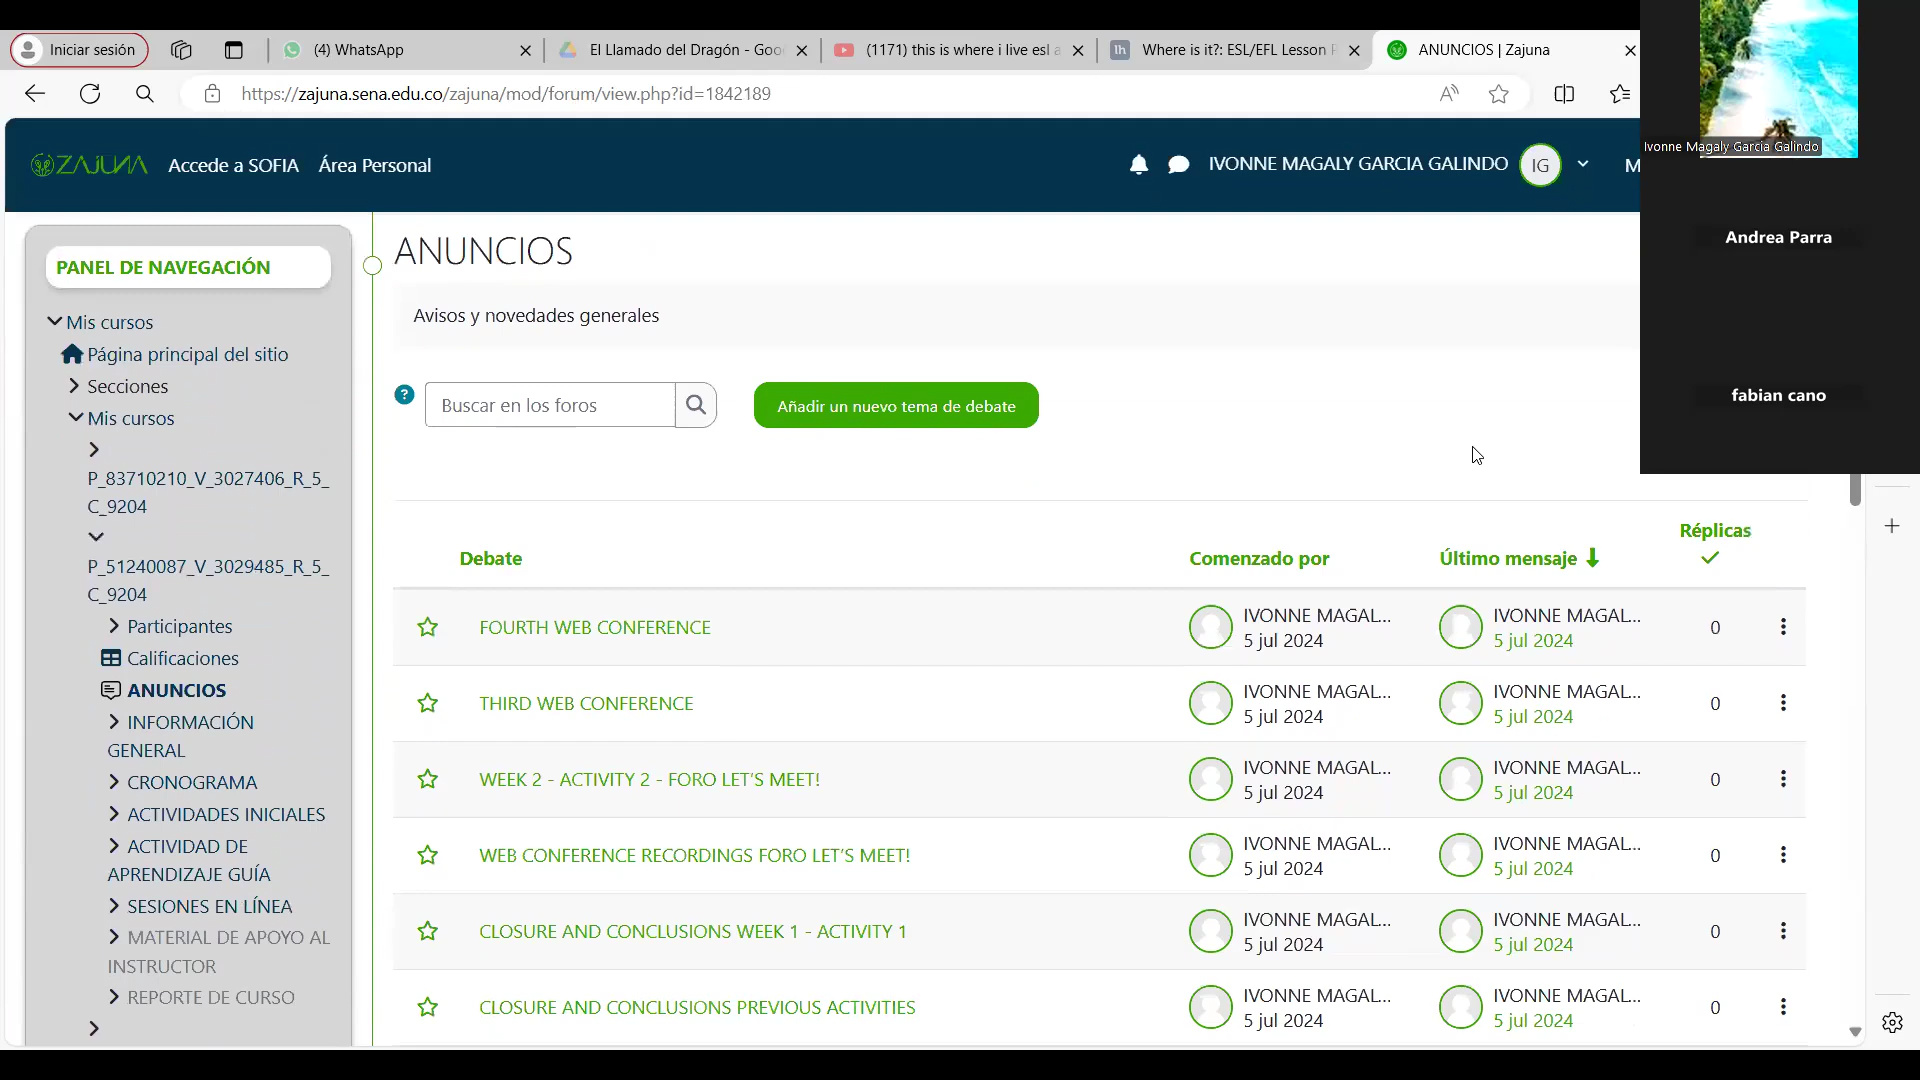 Iniciar sesión
(4) WhatsApp
El Llamado del Dragón - Goo
(1171) this is where i live esl a
Where is it?: ESL/EFL Lesson P
ANUNCIOS | Zajuna
https://zajuna.sena.edu.co/zajuna/mod/forum/view.php?id=1842189
ZAJUNA
Accede a SOFIA
Área Personal
IVONNE MAGALY GARCIA GALINDO
IG
M
Ivonne Magaly Garcia Galindo
Andrea Parra
fabian cano
PANEL DE NAVEGACIÓN
Mis cursos
Página principal del sitio
Secciones
Mis cursos
P_83710210_V_3027406_R_5_
C_9204
P_51240087_V_3029485_R_5_
C_9204
Participantes
Calificaciones
ANUNCIOS
INFORMACIÓN
GENERAL
CRONOGRAMA
ACTIVIDADES INICIALES
ACTIVIDAD DE
APRENDIZAJE GUÍA
SESIONES EN LÍNEA
MATERIAL DE APOYO AL
INSTRUCTOR
REPORTE DE CURSO
ANUNCIOS
Avisos y novedades generales
Buscar en los foros
Añadir un nuevo tema de debate
Debate
Comenzado por
Último mensaje
Réplicas
FOURTH WEB CONFERENCE
IVONNE MAGAL...
5 jul 2024
IVONNE MAGAL...
5 jul 2024
0
THIRD WEB CONFERENCE
IVONNE MAGAL...
5 jul 2024
IVONNE MAGAL...
5 jul 2024
0
WEEK 2 - ACTIVITY 2 - FORO LET'S MEET!
IVONNE MAGAL...
5 jul 2024
IVONNE MAGAL...
5 jul 2024
0
WEB CONFERENCE RECORDINGS FORO LET'S MEET!
IVONNE MAGAL...
5 jul 2024
IVONNE MAGAL...
5 jul 2024
0
CLOSURE AND CONCLUSIONS WEEK 1 - ACTIVITY 1
IVONNE MAGAL...
5 jul 2024
IVONNE MAGAL...
5 jul 2024
0
CLOSURE AND CONCLUSIONS PREVIOUS ACTIVITIES
IVONNE MAGAL...
5 jul 2024
IVONNE MAGAL...
5 jul 2024
0